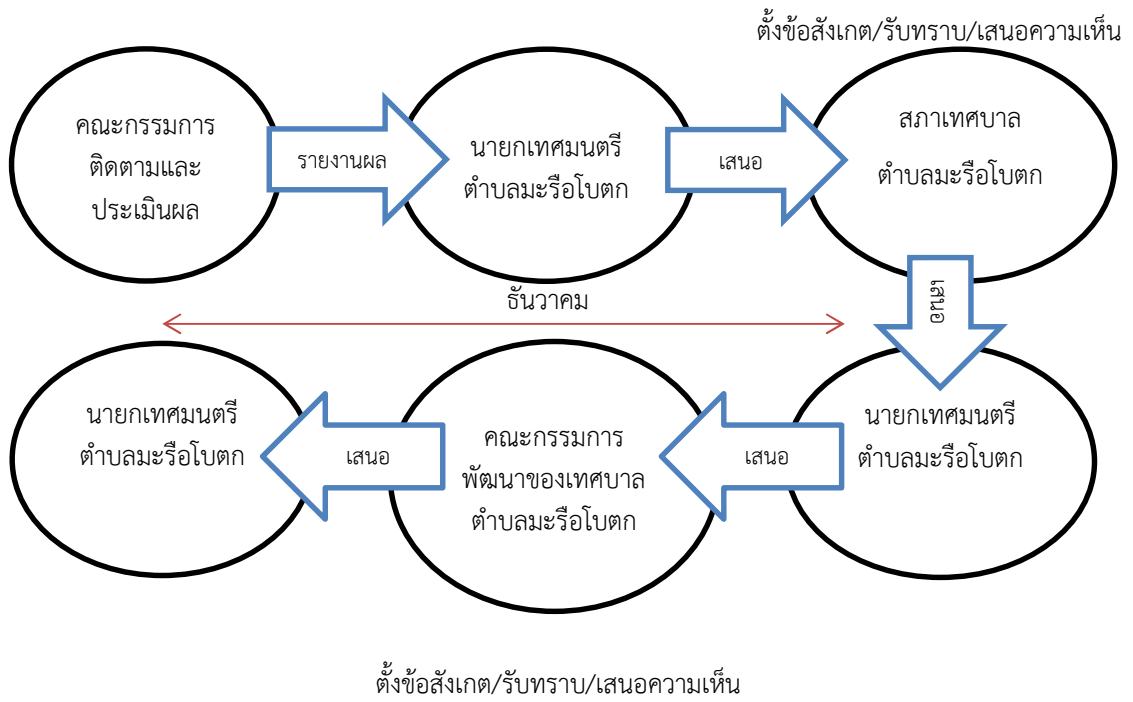 ตั้งข้อสังเกต/รับทราบ/เสนอความเห็น
คณะกรรมการ
ติดตามและ
ประเมินผล
รายงานผล
นายกเทศมนตรี
ตำบลมะรือโบตก
เสนอ
สภาเทศบาล
ตำบลมะรือโบตก
เสนอ
ธันวาคม
นายกเทศมนตรี
ตำบลมะรือโบตก
เสนอ
คณะกรรมการ
พัฒนาของเทศบาล
ตำบลมะรือโบตก
เสนอ
นายกเทศมนตรี
ตำบลมะรือโบตก
ตั้งข้อสังเกต/รับทราบ/เสนอความเห็น